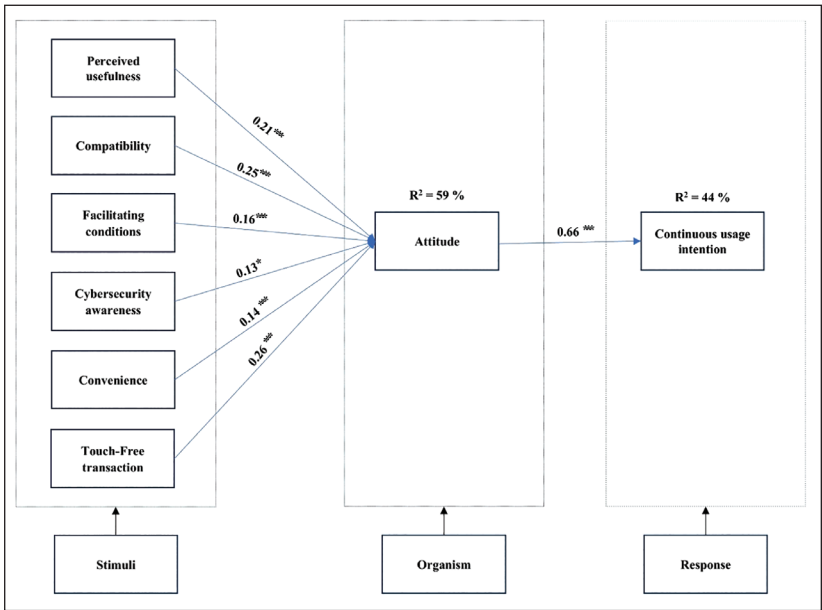 Perceived
usefulness
0.21***
Compatibility
0.25***
Facilitating
conditions
0.16***
Cybersecurity
awareness
0.13*
Convenience
0.14 ***
Touch-Free
transaction
0.26 ***
R² = 59 %
Attitude
0.66 ***
R² = 44 %
Continuous usage
intention
Stimuli
Organism
Response